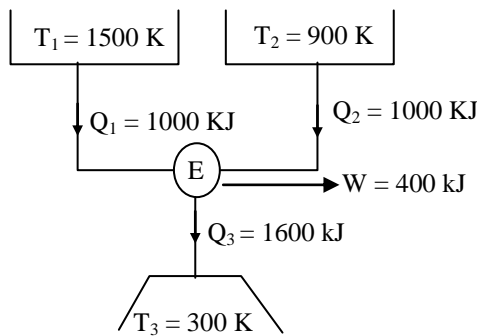 T₁ = 1500 K
T₂ = 900 K
Q₁ = 1000 KJ
Q₂ = 1000 KJ
E
W = 400 kJ
Q₃ = 1600 kJ
T₃ = 300 K